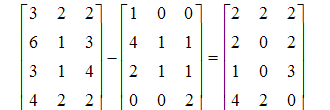 [3 2 2] [1 0 0] [2 2 2]
[6 1 3] [4 1 1] [2 0 2]
[3 1 4] − [2 1 1] = [1 0 3]
[4 2 2] [0 0 2] [4 2 0]